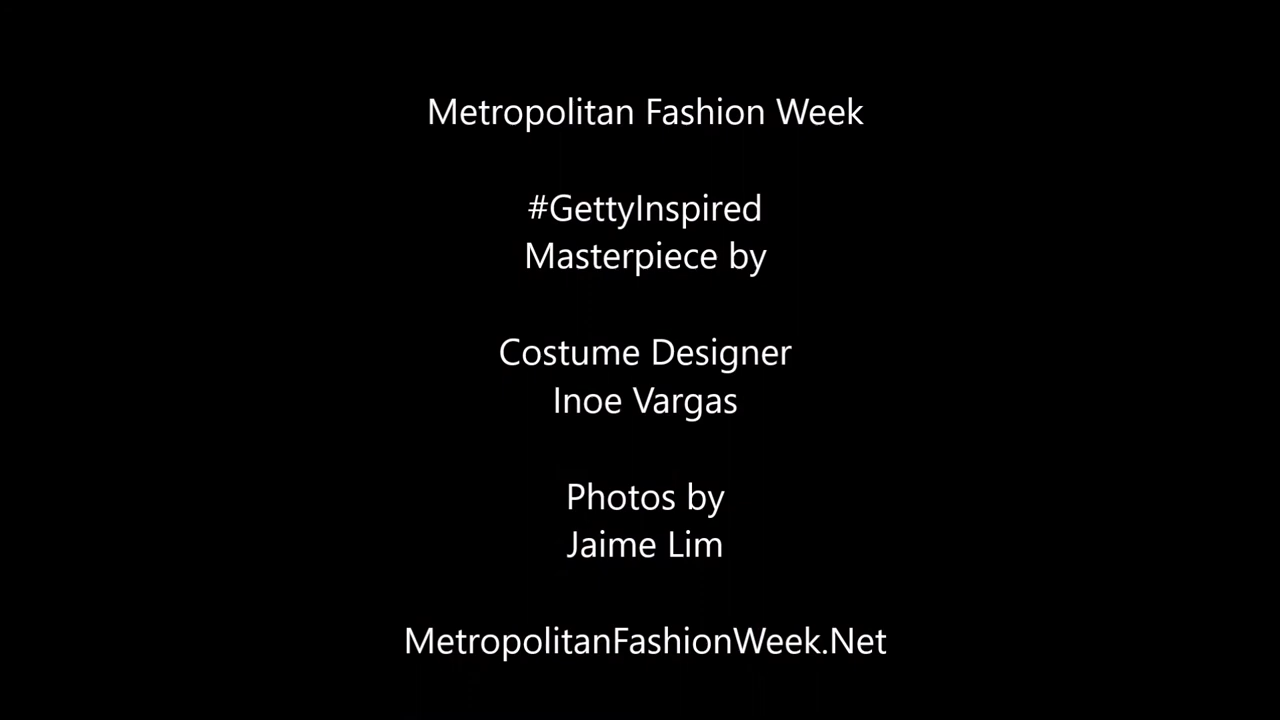 Metropolitan Fashion Week
#GettyInspired
Masterpiece by
Costume Designer
Inoe Vargas
Photos by
Jaime Lim
MetropolitanFashionWeek.Net